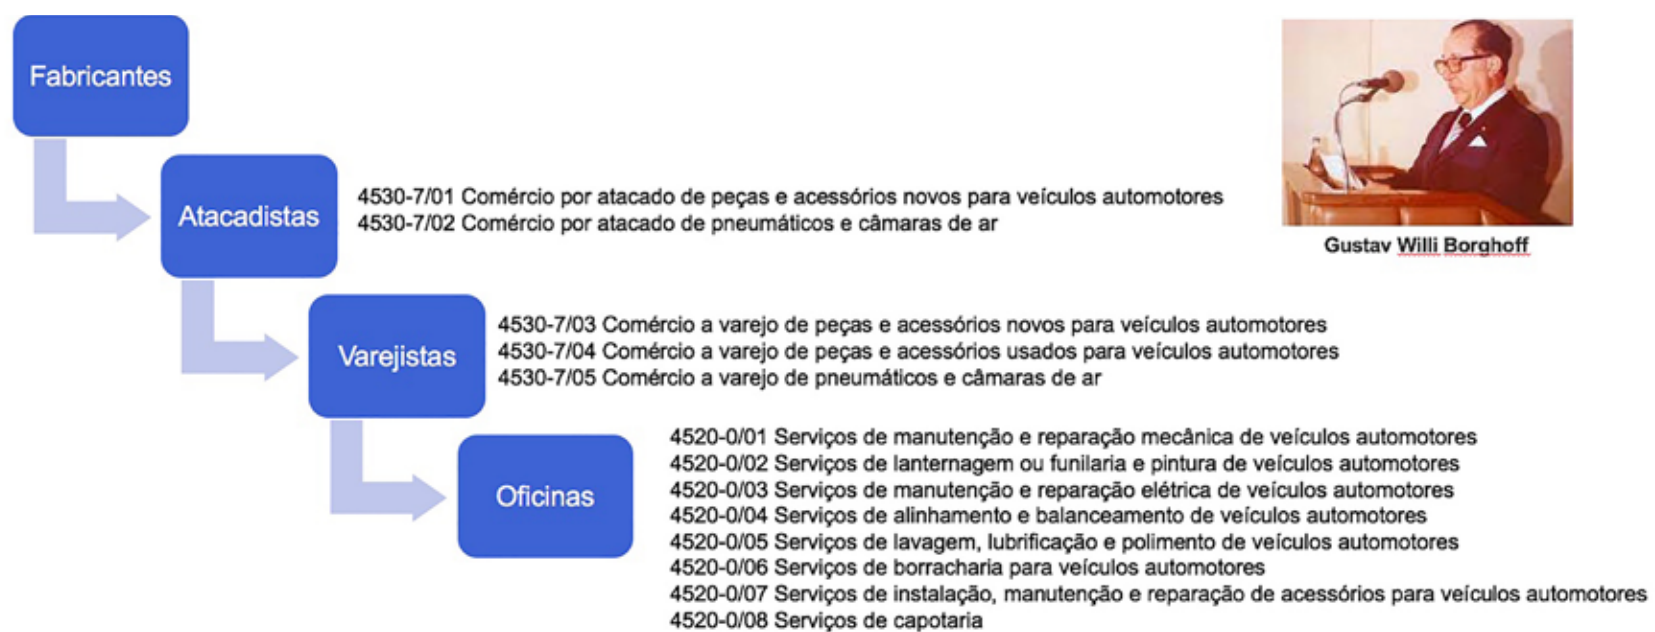 Fabricantes
Atacadistas
4530-7/01 Comércio por atacado de peças e acessórios novos para veículos automotores
4530-7/02 Comércio por atacado de pneumáticos e câmaras de ar
Gustav Willi Borghoff
Varejistas
4530-7/03 Comércio a varejo de peças e acessórios novos para veículos automotores
4530-7/04 Comércio a varejo de peças e acessórios usados para veículos automotores
4530-7/05 Comércio a varejo de pneumáticos e câmaras de ar
Oficinas
4520-0/01 Serviços de manutenção e reparação mecânica de veículos automotores
4520-0/02 Serviços de lanternagem ou funilaria e pintura de veículos automotores
4520-0/03 Serviços de manutenção e reparação elétrica de veículos automotores
4520-0/04 Serviços de alinhamento e balanceamento de veículos automotores
4520-0/05 Serviços de lavagem, lubrificação e polimento de veículos automotores
4520-0/06 Serviços de borracharia para veículos automotores
4520-0/07 Serviços de instalação, manutenção e reparação de acessórios para veículos automotores
4520-0/08 Serviços de capotaria